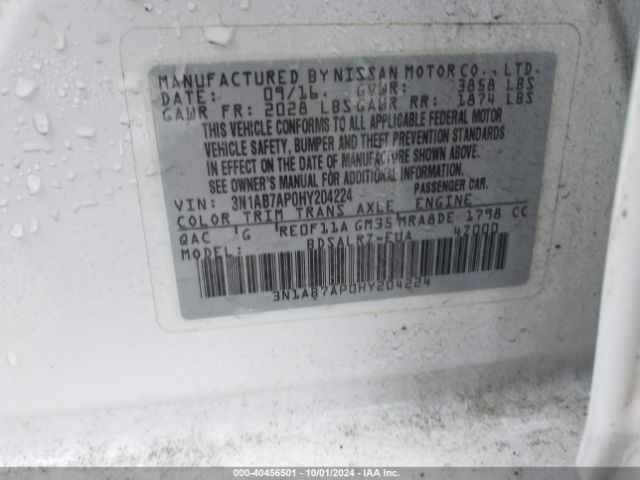 MANUFACTURED BY NISSAN MOTOR CO., LTD.
DATE: 09/16. GVWR: 3858 LBS
GAWR FR: 2028 LBS GAWR RR: 1874 LBS
THIS VEHICLE CONFORMS TO ALL APPLICABLE FEDERAL MOTOR
VEHICLE SAFETY, BUMPER AND THEFT PREVENTION STANDARDS
IN EFFECT ON THE DATE OF MANUFACTURE SHOWN ABOVE.
SEE OWNER'S MANUAL FOR ADDITIONAL INFORMATION.
VIN: 3N1AB7AP0HY204224 PASSENGER CAR.
COLOR TRIM TRANS AXLE ENGINE
QAC G RE0F11A GM35 MRA8DE 1798 CC
MODEL: BDSALRZ-EUA 4Z000
3N1AB7AP0HY204224
000-40456501 - 10/01/2024 - IAA Inc.